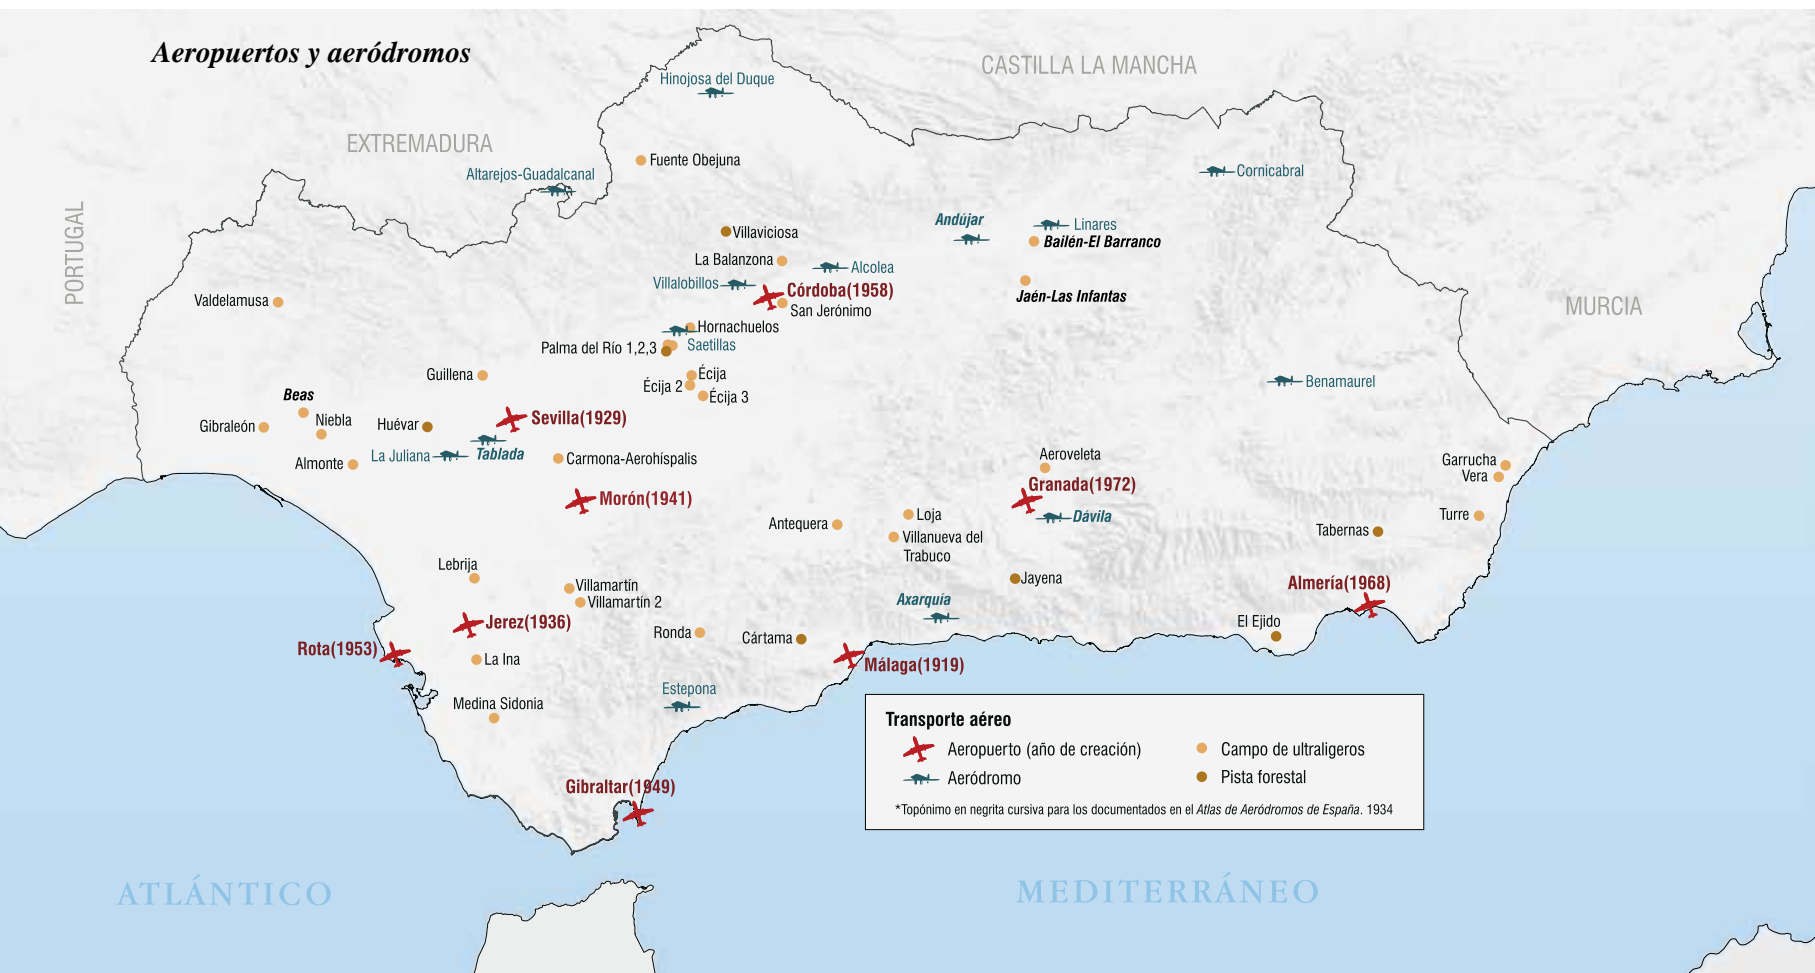 Aeropuertos y aeródromos
CASTILLA LA MANCHA
Hinojosa del Duque
EXTREMADURA
Fuente Obejuna
Altarejos-Guadalcanal
Cornicabral
PORTUGAL
Andújar
Linares
Villaviciosa
Bailén-El Barranco
La Balanzona
Alcolea
Villalobillos
Córdoba(1958)
Jaén-Las Infantas
Valdelamusa
San Jerónimo
MURCIA
Hornachuelos
Palma del Río 1,2,3
Saetillas
Guillena
Écija
Écija 2
Écija 3
Benamaurel
Beas
Gibraleón
Niebla
Huévar
Sevilla(1929)
La Juliana
Tablada
Almonte
Carmona-Aerohíspalis
Aeroveleta
Garrucha
Vera
Morón(1941)
Granada(1972)
Dávila
Antequera
Loja
Turre
Villanueva del
Trabuco
Tabernas
Lebrija
Villamartín
Villamartín 2
Jayena
Almería(1968)
Axarquía
Jerez(1936)
El Ejido
Rota(1953)
Ronda
Cártama
La Ina
Málaga(1919)
Estepona
Medina Sidonia
Gibraltar(1949)
Transporte aéreo
Aeropuerto (año de creación)
Campo de ultraligeros
Aeródromo
Pista forestal
*Topónimo en negrita cursiva para los documentados en el Atlas de Aeródromos de España. 1934
ATLÁNTICO
MEDITERRÁNEO